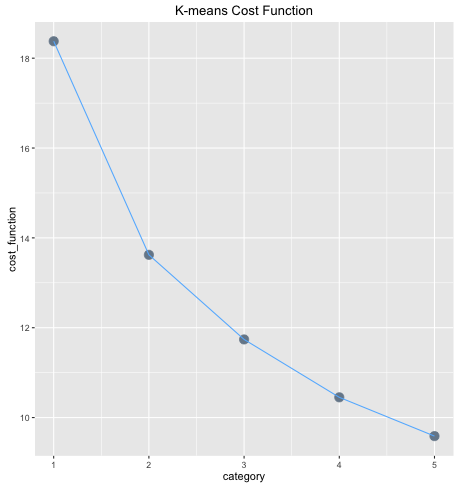 K-means Cost Function
cost_function
18
16
14
12
10
1 2 3 4 5
category